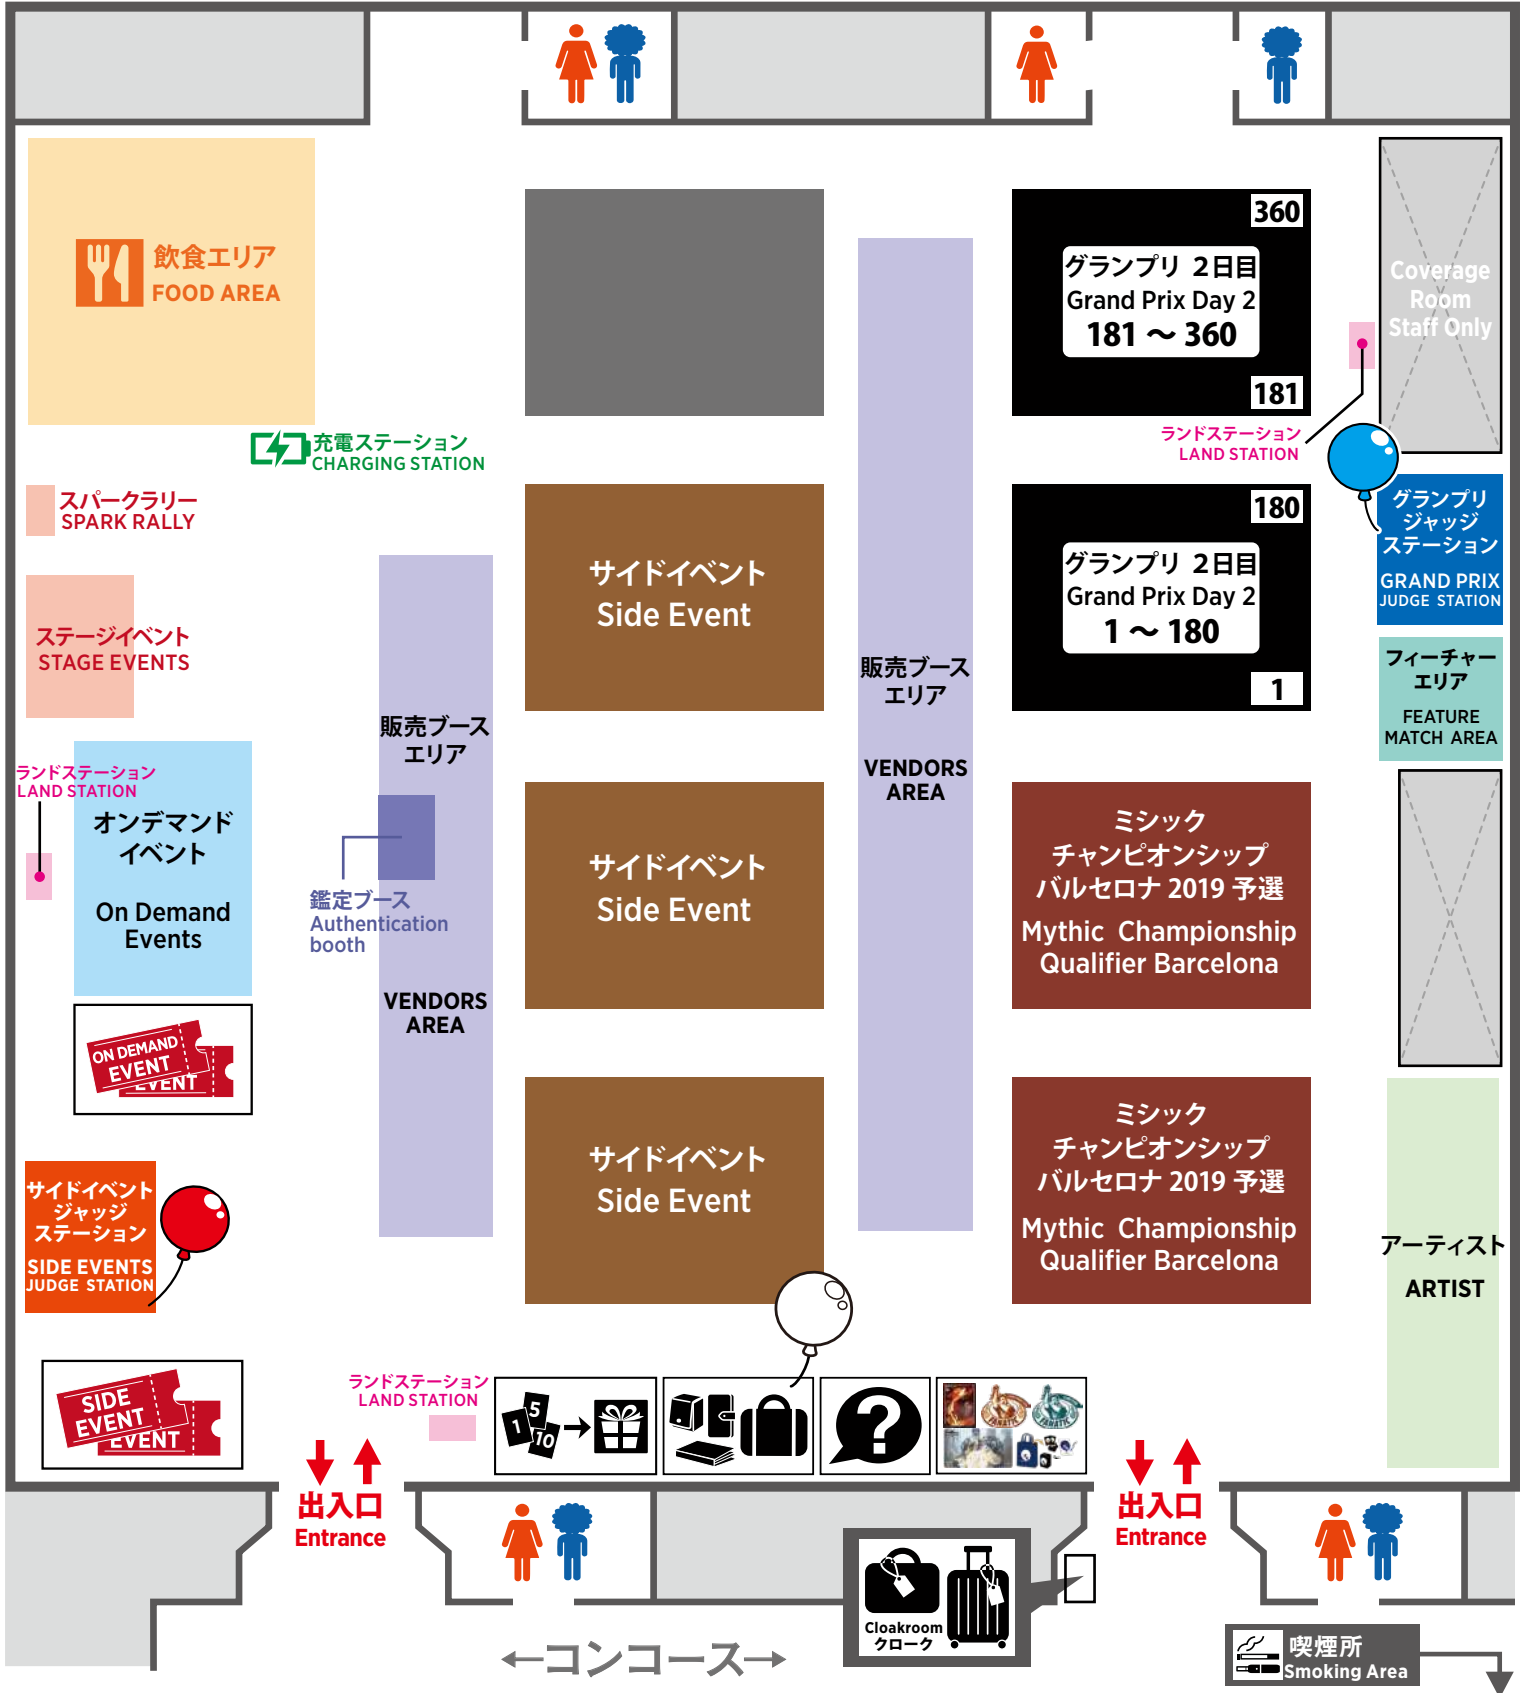 飲食エリア
FOOD AREA
充電ステーション
CHARGING STATION
スパークラリー
SPARK RALLY
ステージイベント
STAGE EVENTS
ランドステーション
LAND STATION
オンデマンド
イベント
On Demand
Events
ON DEMAND
EVENT
EVENT
サイドイベント
ジャッジ
ステーション
SIDE EVENTS
JUDGE STATION
SIDE
EVENT
EVENT
販売ブース
エリア
鑑定ブース
Authentication
booth
VENDORS
AREA
サイドイベント
Side Event
サイドイベント
Side Event
サイドイベント
Side Event
販売ブース
エリア
VENDORS
AREA
360
グランプリ 2日目
Grand Prix Day 2
181 ～ 360
181
180
グランプリ 2日目
Grand Prix Day 2
1 ～ 180
1
ミシック
チャンピオンシップ
バルセロナ 2019 予選
Mythic Championship
Qualifier Barcelona
ミシック
チャンピオンシップ
バルセロナ 2019 予選
Mythic Championship
Qualifier Barcelona
Coverage
Room
Staff Only
ランドステーション
LAND STATION
グランプリ
ジャッジ
ステーション
GRAND PRIX
JUDGE STATION
フィーチャー
エリア
FEATURE
MATCH AREA
アーティスト
ARTIST
ランドステーション
LAND STATION
1
5
10
?
FANATIC
FANATIC
出入口
Entrance
出入口
Entrance
Cloakroom
クローク
←コンコース→
喫煙所
Smoking Area